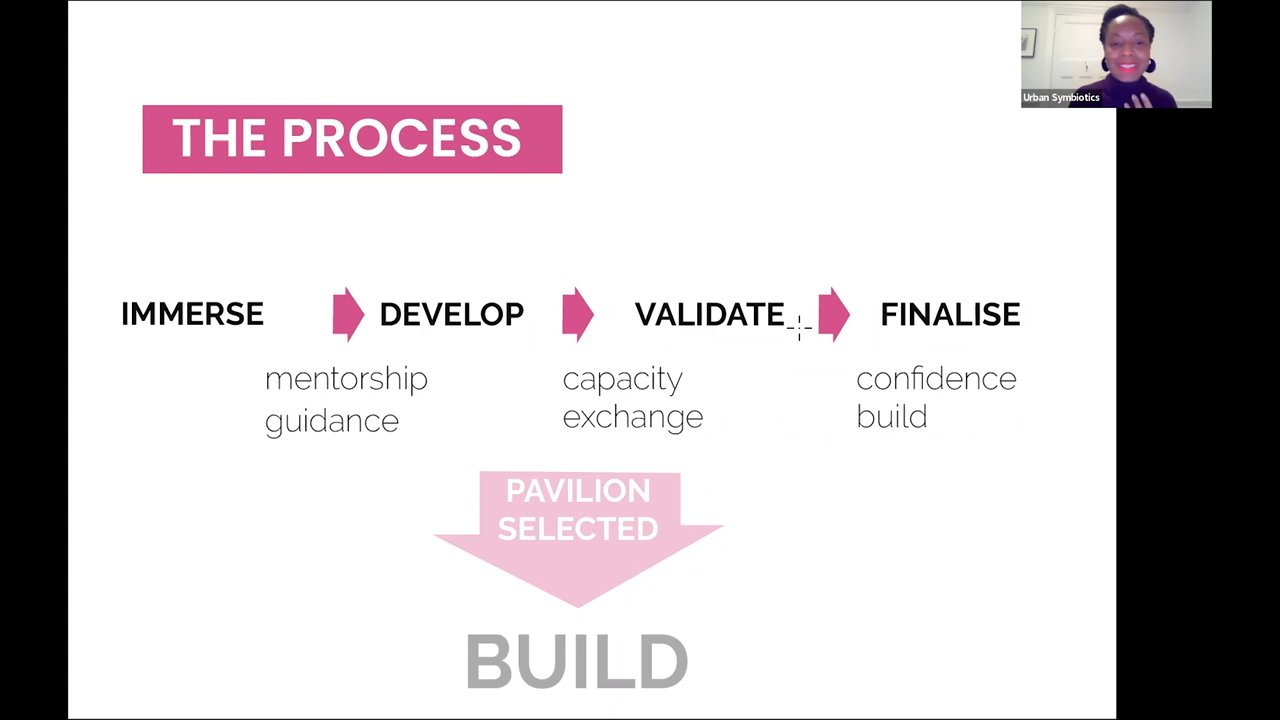 Urban Symbiotics
THE PROCESS
IMMERSE
DEVELOP
VALIDATE
FINALISE
mentorship
guidance
capacity
exchange
confidence
build
PAVILION
SELECTED
BUILD